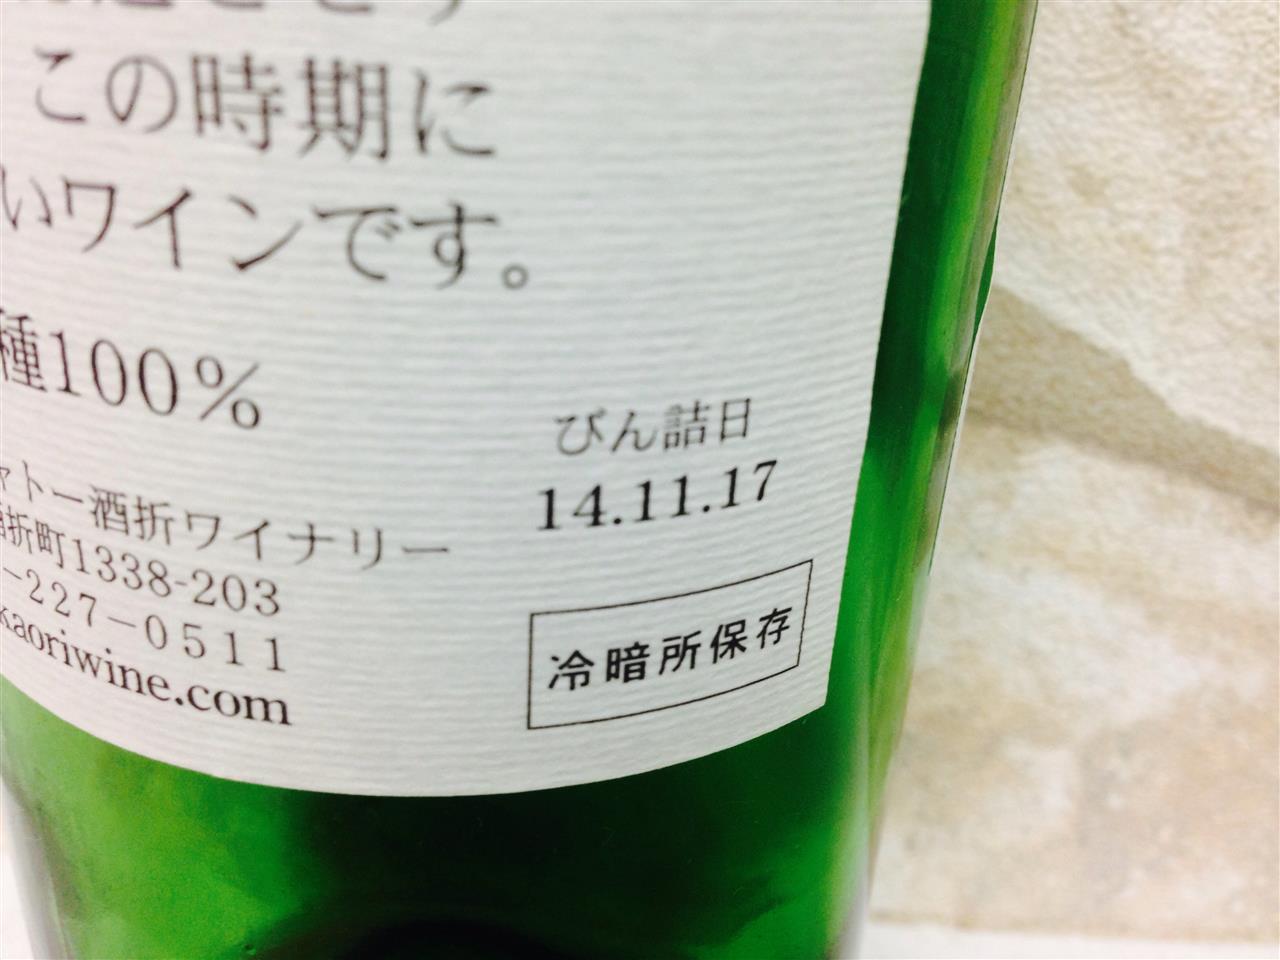 この時期に
いワインです。
種100%
びん詰日
14.11.17
ァトー酒折ワイナリー
折町1338-203
-227-0511
kaoriwine.com
冷暗所保存